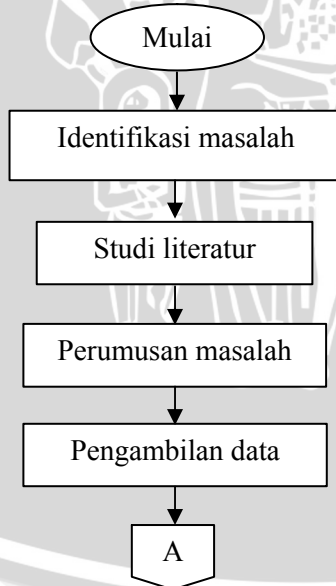 Mulai
Identifikasi masalah
Studi literatur
Perumusan masalah
Pengambilan data
A